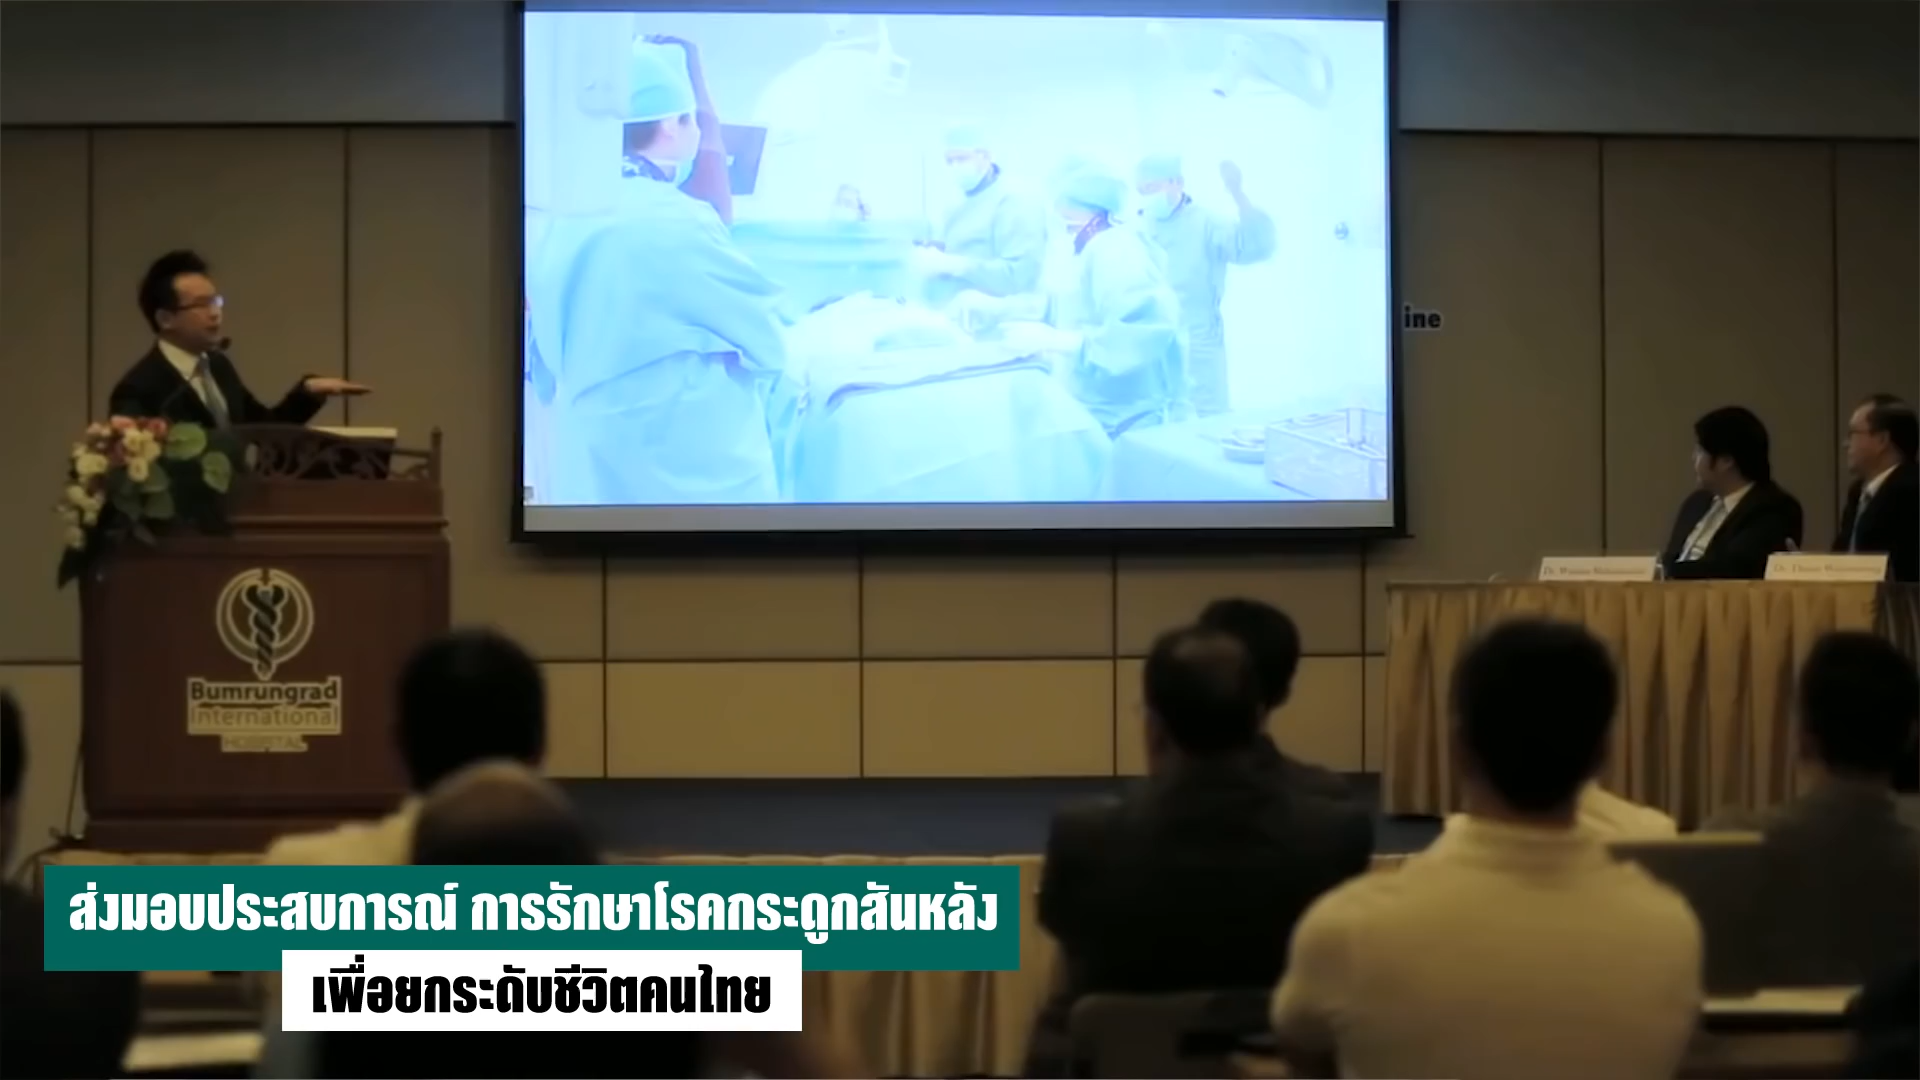 ine
Bumrungrad
International
HOSPITAL
ส่งมอบประสบการณ์ การรักษาโรคกระดูกสันหลัง
เพื่อยกระดับชีวิตคนไทย